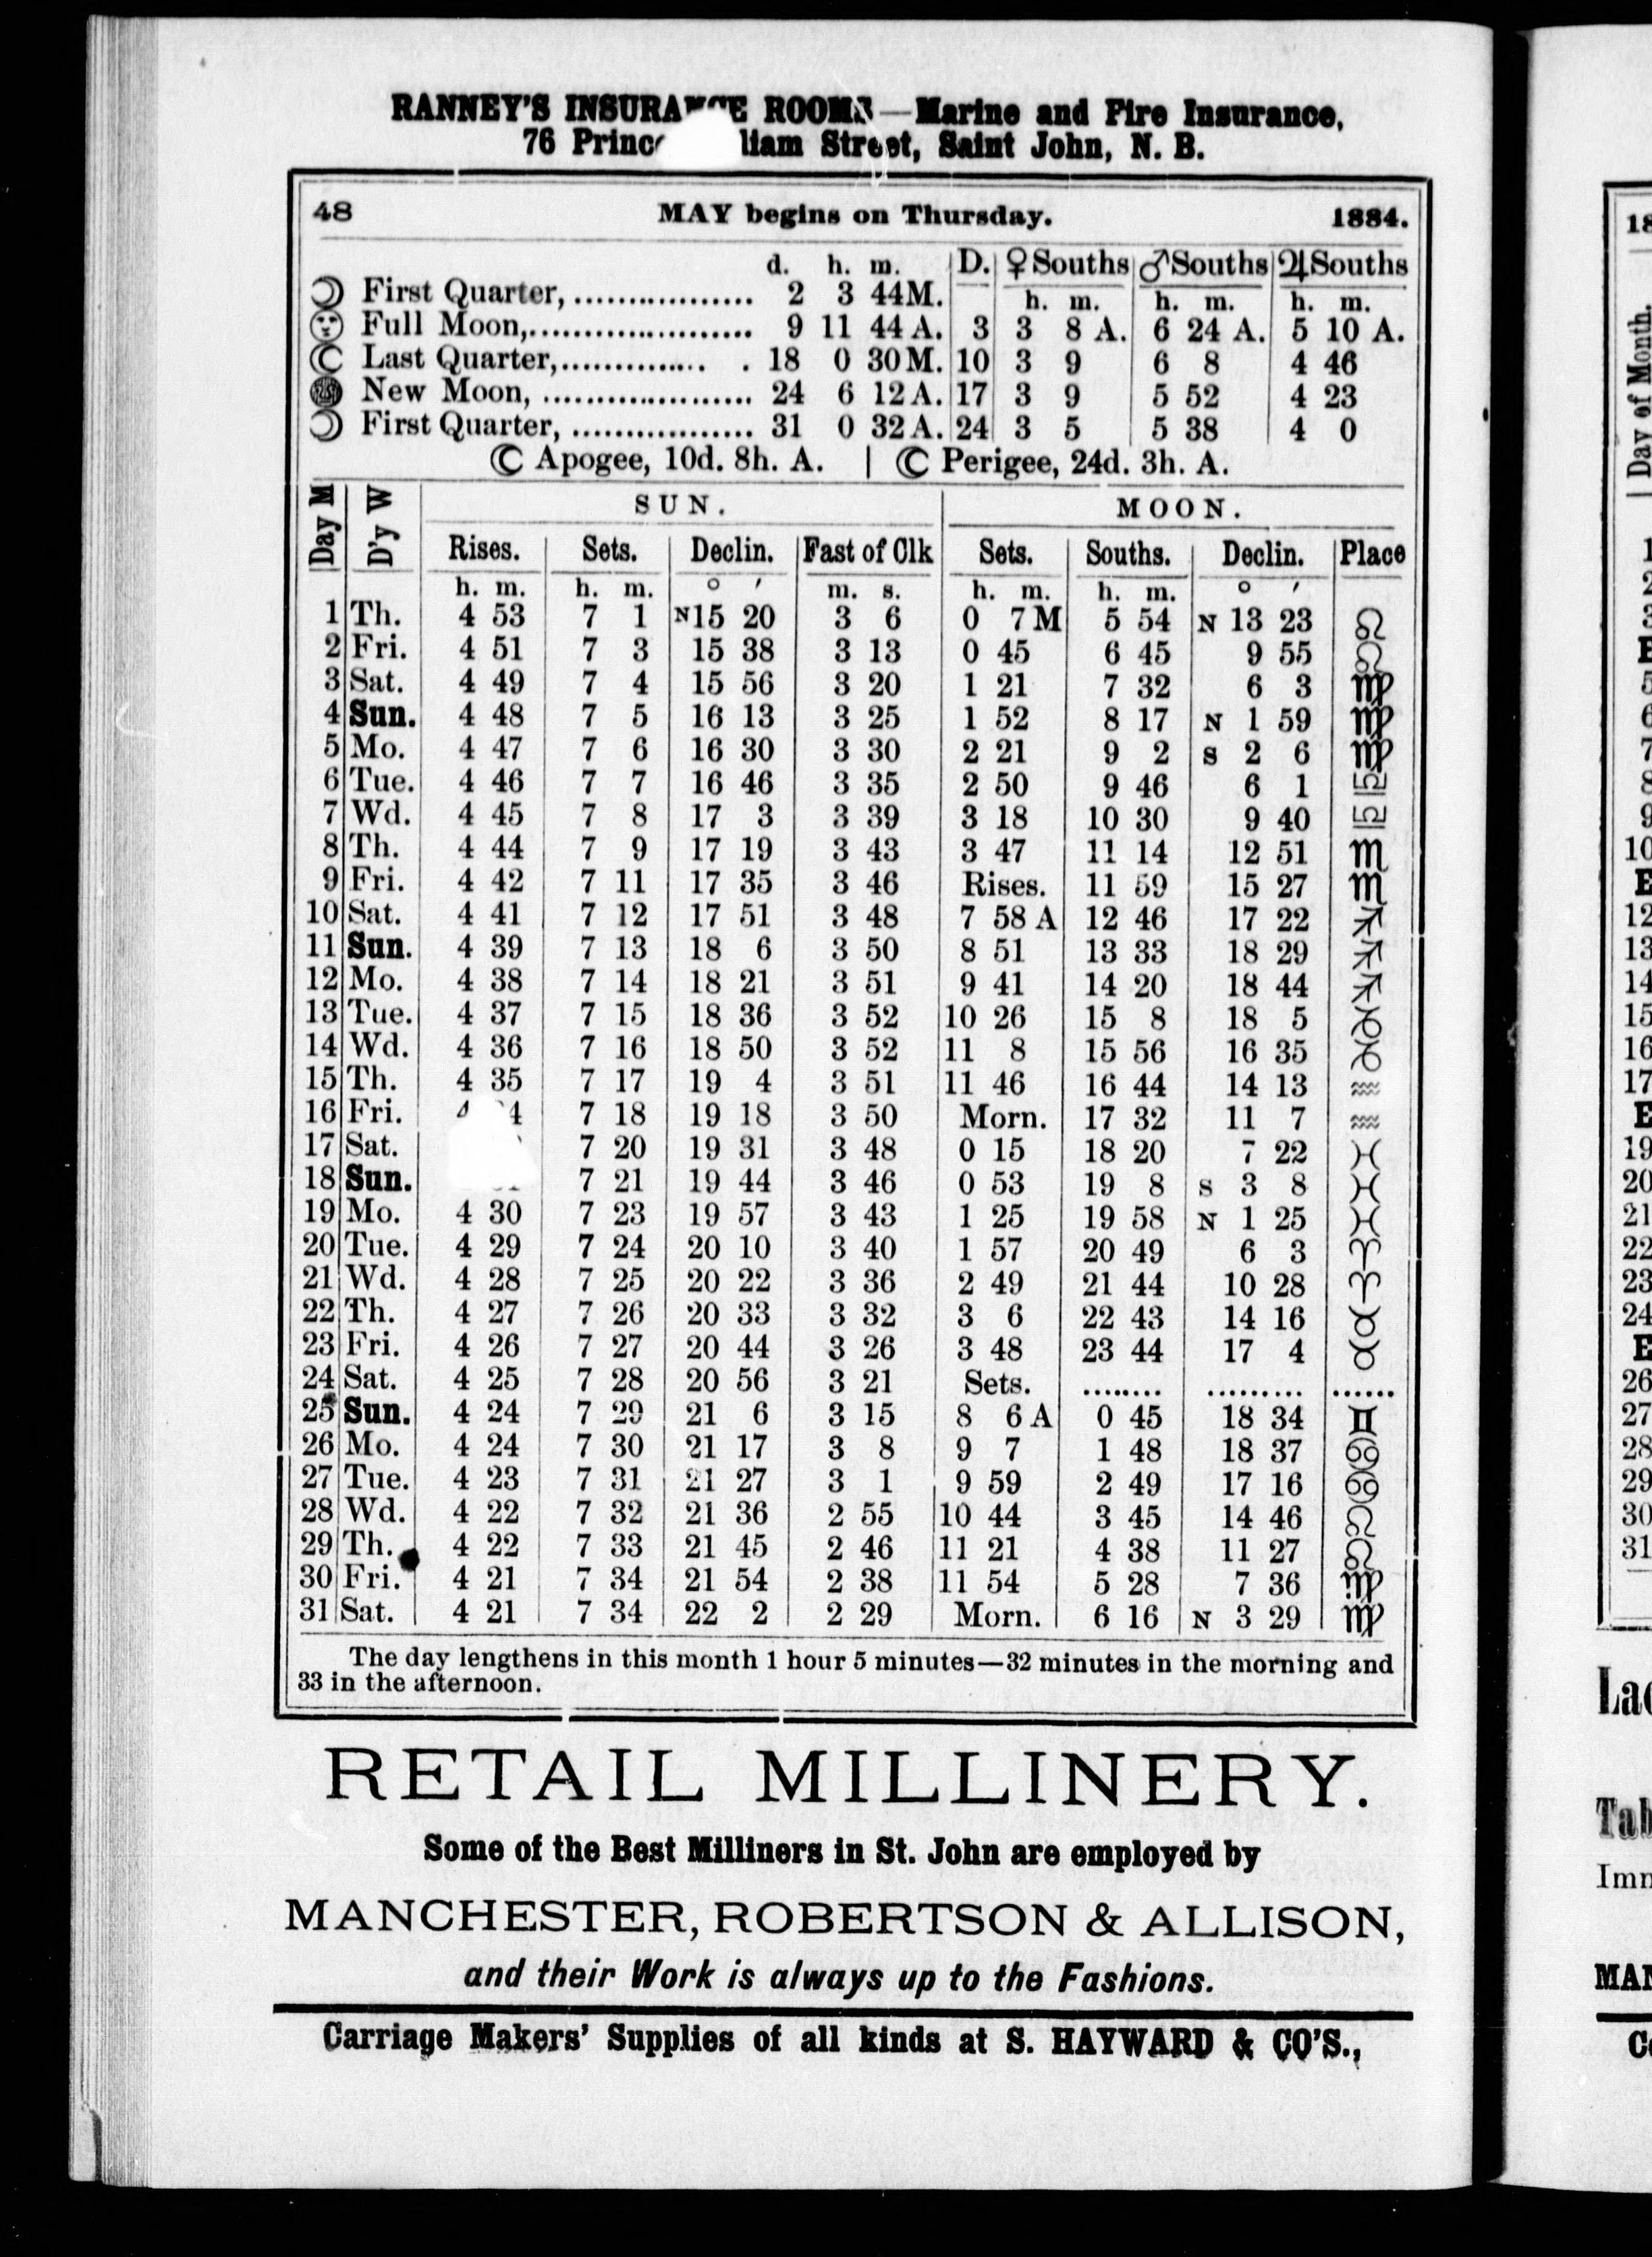 RANNEY'S INSURANCE ROOMS—Marine and Fire Insurance,
76 Princ liam Street, Saint John, N. B.
48 MAY begins on Thursday. 1884.
d. h. m. D. ♀ Souths ♂ Souths ♃ Souths
☽ First Quarter, .................. 2 3 44 M. h. m. h. m. h. m.
Full Moon, ...................... 9 11 44 A. 3 3 8 A. 6 24 A. 5 10 A.
☾ Last Quarter, .............. . 18 0 30 M. 10 3 9 6 8 4 46
New Moon, ..................... 24 6 12 A. 17 3 9 5 52 4 23
☽ First Quarter, ................. 31 0 32 A. 24 3 5 5 38 4 0
☾ Apogee, 10d. 8h. A. | ☾ Perigee, 24d. 3h. A.
Day M D'y W SUN. MOON.
Rises. Sets. Declin. Fast of Clk Sets. Souths. Declin. Place
h. m. h. m. ° ′ m. s. h. m. h. m. ° ′
1 Th. 4 53 7 1 N 15 20 3 6 0 7 M 5 54 N 13 23 ♌
2 Fri. 4 51 7 3 15 38 3 13 0 45 6 45 9 55 ♌
3 Sat. 4 49 7 4 15 56 3 20 1 21 7 32 6 3 ♍
4 Sun. 4 48 7 5 16 13 3 25 1 52 8 17 N 1 59 ♍
5 Mo. 4 47 7 6 16 30 3 30 2 21 9 2 S 2 6 ♍
6 Tue. 4 46 7 7 16 46 3 35 2 50 9 46 6 1 ♎
7 Wd. 4 45 7 8 17 3 3 39 3 18 10 30 9 40 ♎
8 Th. 4 44 7 9 17 19 3 43 3 47 11 14 12 51 ♏
9 Fri. 4 42 7 11 17 35 3 46 Rises. 11 59 15 27 ♏
10 Sat. 4 41 7 12 17 51 3 48 7 58 A 12 46 17 22 ♐
11 Sun. 4 39 7 13 18 6 3 50 8 51 13 33 18 29 ♐
12 Mo. 4 38 7 14 18 21 3 51 9 41 14 20 18 44 ♐
13 Tue. 4 37 7 15 18 36 3 52 10 26 15 8 18 5 ♑
14 Wd. 4 36 7 16 18 50 3 52 11 8 15 56 16 35 ♑
15 Th. 4 35 7 17 19 4 3 51 11 46 16 44 14 13 ♒
16 Fri. 4 4 7 18 19 18 3 50 Morn. 17 32 11 7 ♒
17 Sat. 7 20 19 31 3 48 0 15 18 20 7 22 ♓
18 Sun. 7 21 19 44 3 46 0 53 19 8 S 3 8 ♓
19 Mo. 4 30 7 23 19 57 3 43 1 25 19 58 N 1 25 ♓
20 Tue. 4 29 7 24 20 10 3 40 1 57 20 49 6 3 ♈
21 Wd. 4 28 7 25 20 22 3 36 2 49 21 44 10 28 ♈
22 Th. 4 27 7 26 20 33 3 32 3 6 22 43 14 16 ♉
23 Fri. 4 26 7 27 20 44 3 26 3 48 23 44 17 4 ♉
24 Sat. 4 25 7 28 20 56 3 21 Sets. ........ ......... ......
25 Sun. 4 24 7 29 21 6 3 15 8 6 A 0 45 18 34 ♊
26 Mo. 4 24 7 30 21 17 3 8 9 7 1 48 18 37 ♋
27 Tue. 4 23 7 31 21 27 3 1 9 59 2 49 17 16 ♋
28 Wd. 4 22 7 32 21 36 2 55 10 44 3 45 14 46 ♌
29 Th. 4 22 7 33 21 45 2 46 11 21 4 38 11 27 ♌
30 Fri. 4 21 7 34 21 54 2 38 11 54 5 28 7 36 ♍
31 Sat. 4 21 7 34 22 2 2 29 Morn. 6 16 N 3 29 ♍
The day lengthens in this month 1 hour 5 minutes—32 minutes in the morning and
33 in the afternoon.
RETAIL MILLINERY.
Some of the Best Milliners in St. John are employed by
MANCHESTER, ROBERTSON & ALLISON,
and their Work is always up to the Fashions.
Carriage Makers' Supplies of all kinds at S. HAYWARD & CO'S.,
Day of Month.